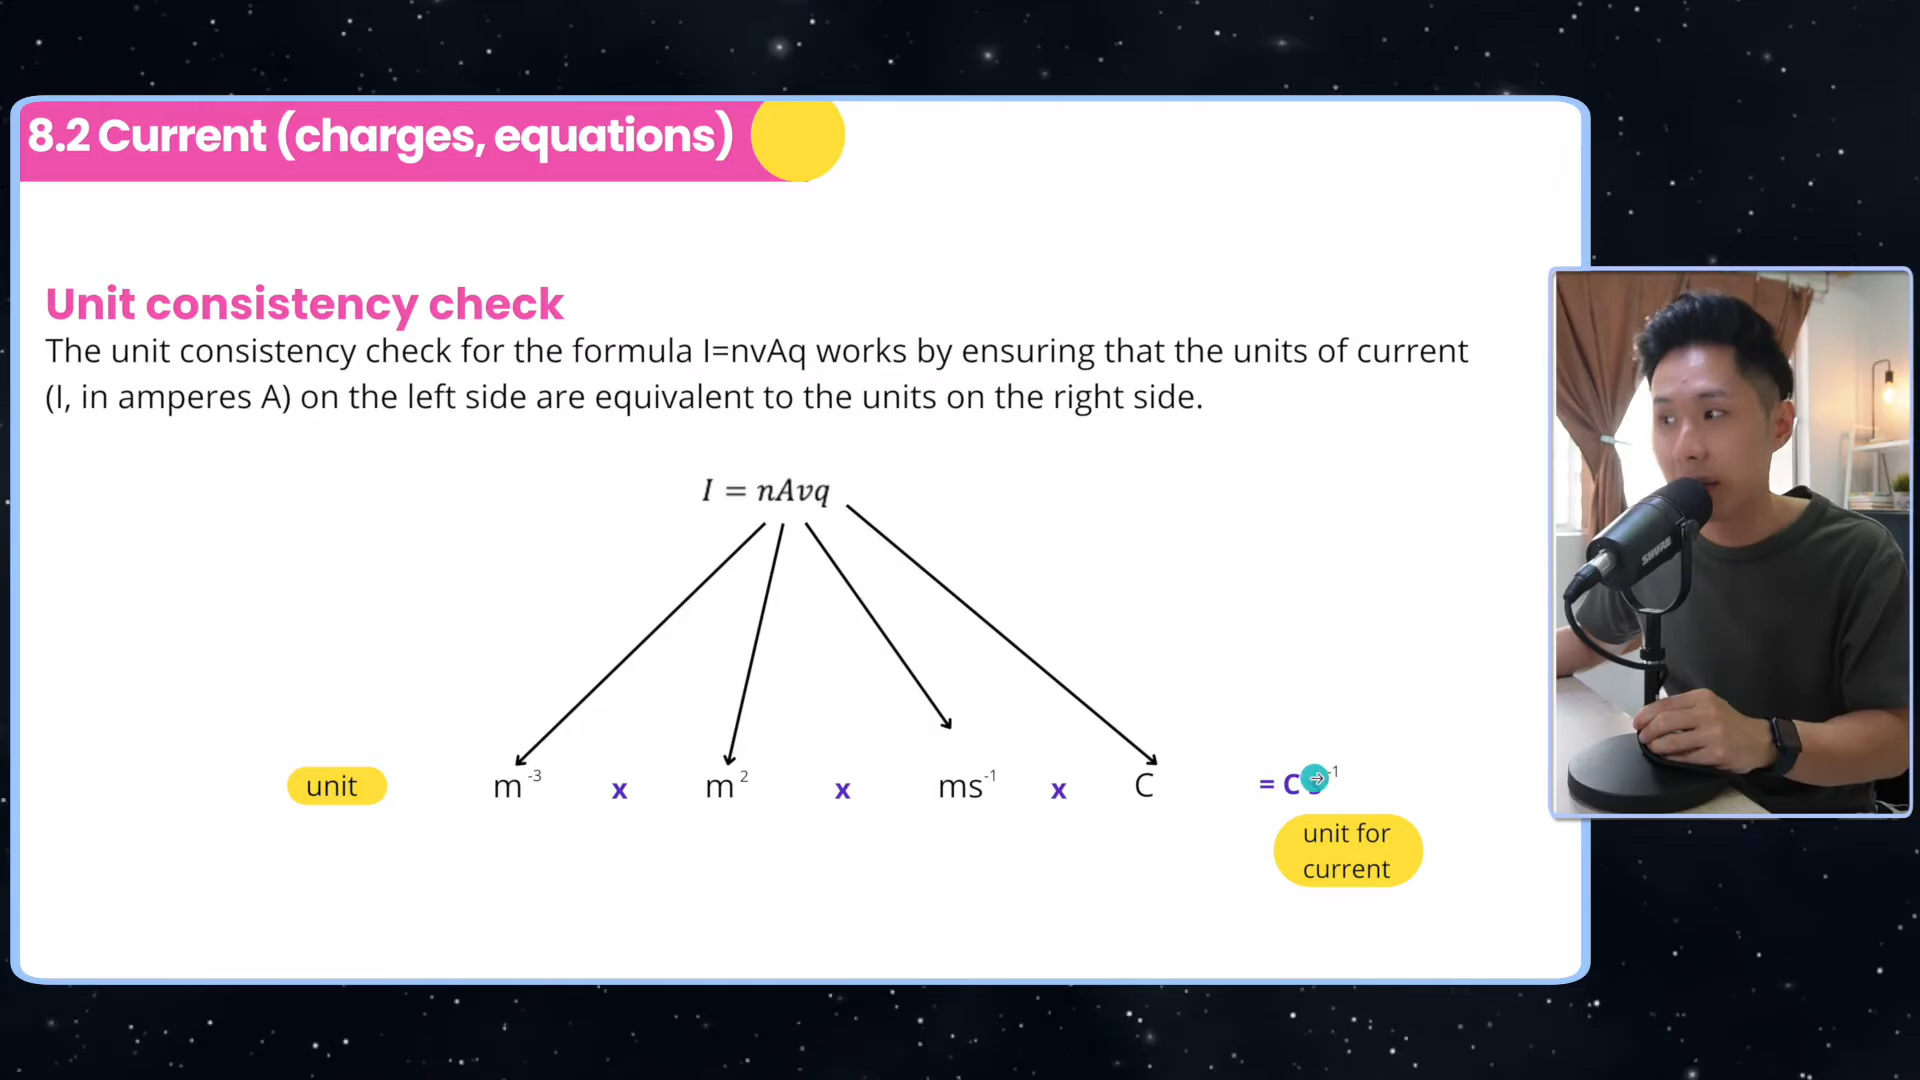 8.2 Current (charges, equations)
Unit consistency check
The unit consistency check for the formula I=nvAq works by ensuring that the units of current
(I, in amperes A) on the left side are equivalent to the units on the right side.
I = nAvq
unit m⁻³ x m² x ms⁻¹ x C = C s⁻¹
unit for
current
SHURE